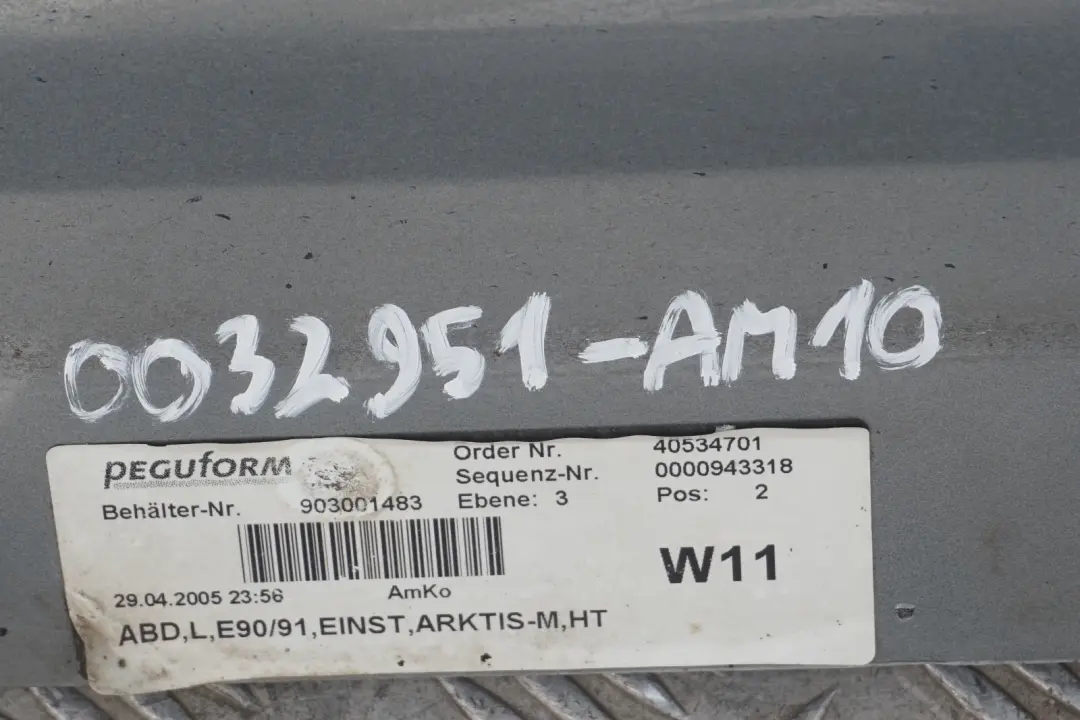 0032951-AM10
PEGUFORM
Order Nr. 40534701
Sequenz-Nr. 0000943318
Behälter-Nr. 903001483 Ebene: 3 Pos: 2
W11
29.04.2005 23:56 AmKo
ABD,L,E90/91,EINST,ARKTIS-M,HT